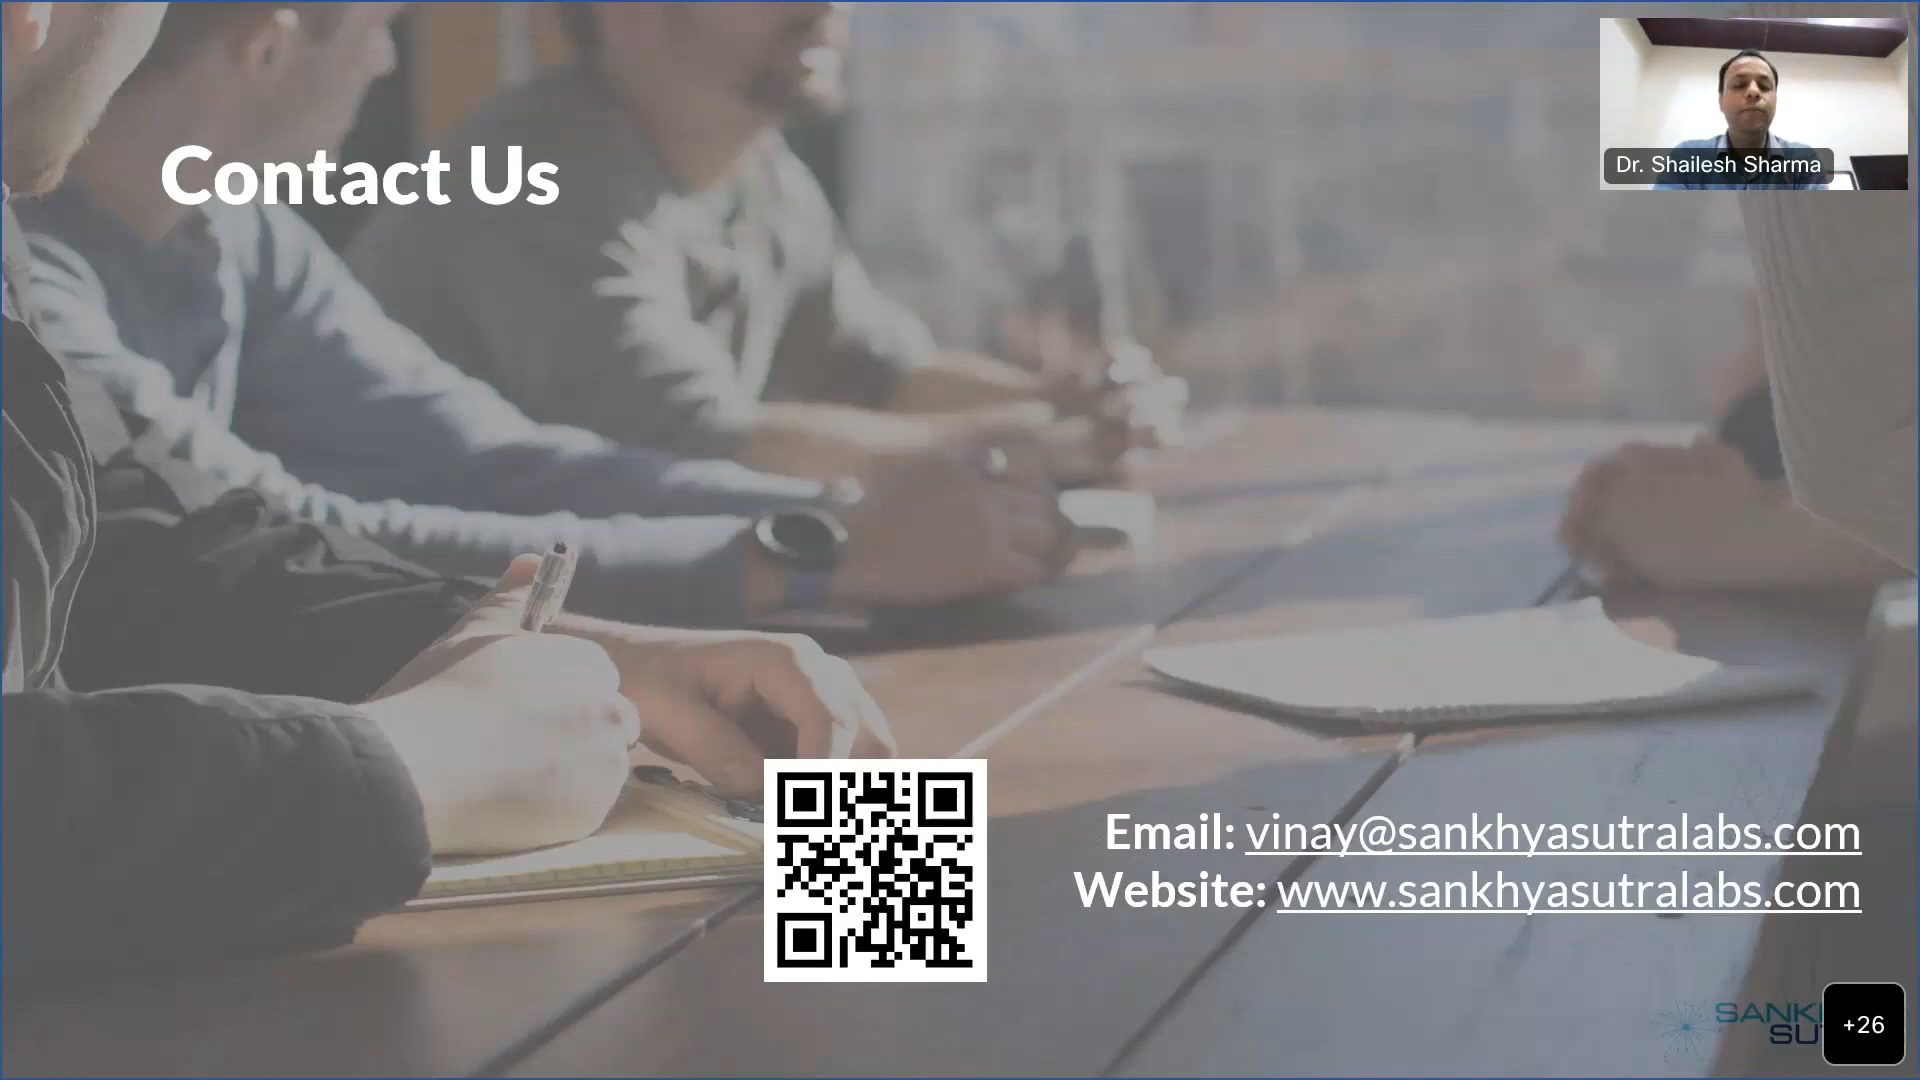 Dr. Shailesh Sharma
Contact Us
Email: vinay@sankhyasutralabs.com
Website: www.sankhyasutralabs.com
+26